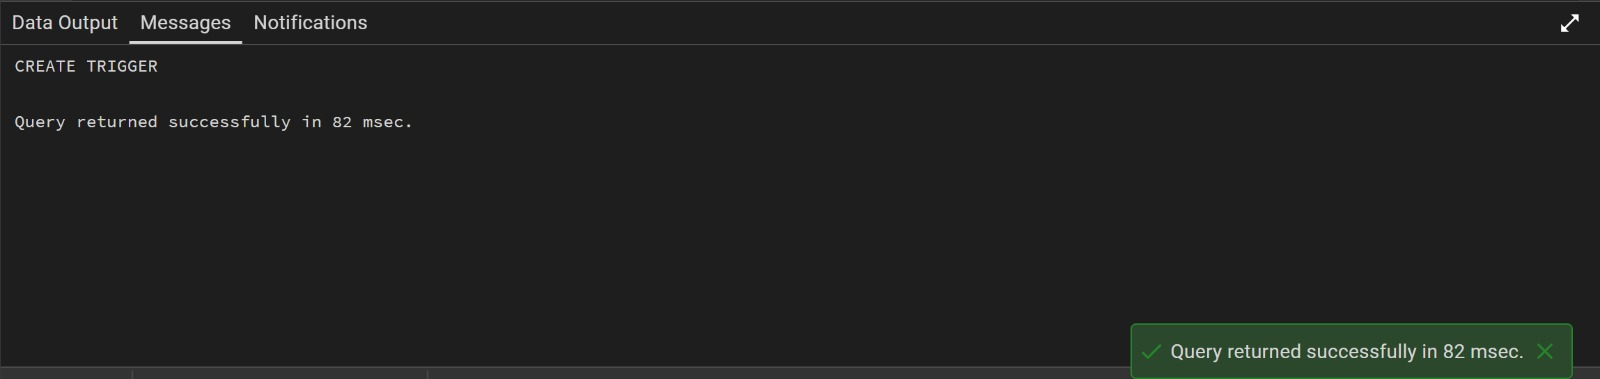 Data Output Messages Notifications
CREATE TRIGGER
Query returned successfully in 82 msec.
Query returned successfully in 82 msec.